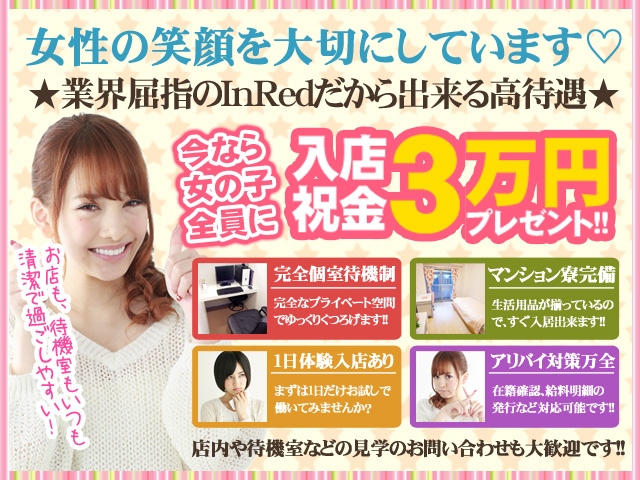 女性の笑顔を大切にしています♡
★業界屈指のInRedだから出来る高待遇★
今なら
女の子
全員に
入店
祝金
3万円
プレゼント!!
お店も、待機室もいつも
清潔で過ごしやすい!
完全個室待機制
完全なプライベート空間
でゆっくりくつろげます!!
マンション寮完備
生活用品が揃っているの
で、すぐ入居出来ます!!
1日体験入店あり
まずは1日だけお試しで
働いてみませんか?
アリバイ対策万全
在籍確認、給料明細の
発行など対応可能です!!
店内や待機室などの見学のお問い合わせも大歓迎です!!